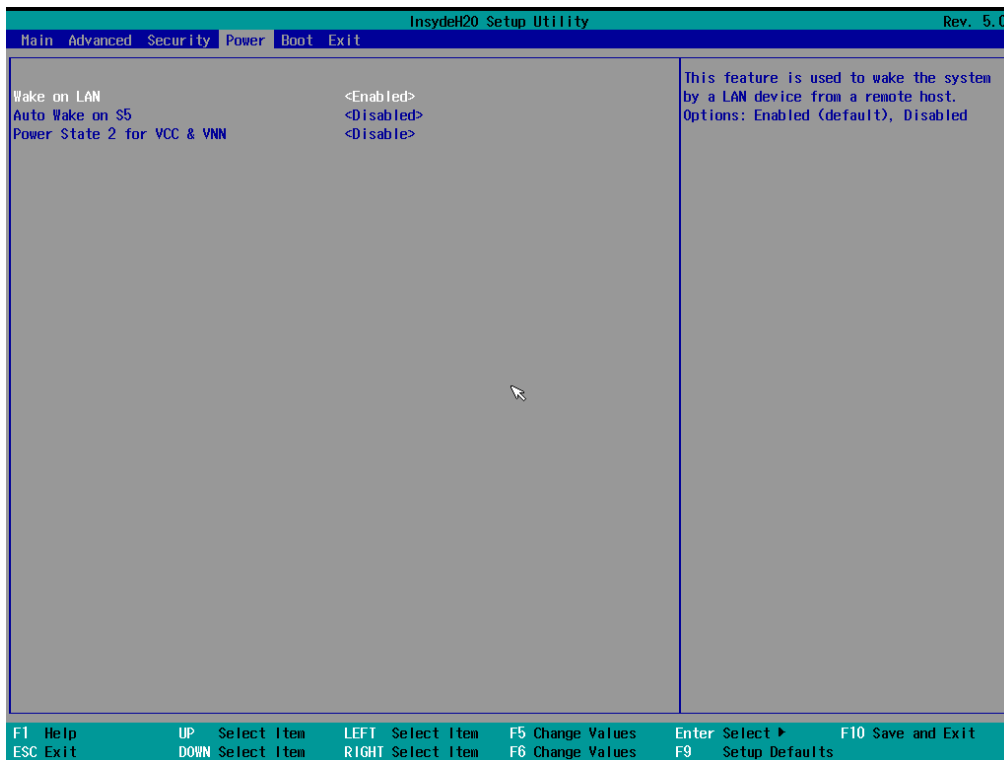 InsydeH20 Setup Utility Rev. 5.0
Main Advanced Security Power Boot Exit
Wake on LAN <Enabled>
Auto Wake on S5 <Disabled>
Power State 2 for VCC & VNN <Disable>
This feature is used to wake the system
by a LAN device from a remote host.
Options: Enabled (default), Disabled
F1 Help UP Select Item LEFT Select Item F5 Change Values Enter Select ▶ F10 Save and Exit
ESC Exit DOWN Select Item RIGHT Select Item F6 Change Values F9 Setup Defaults